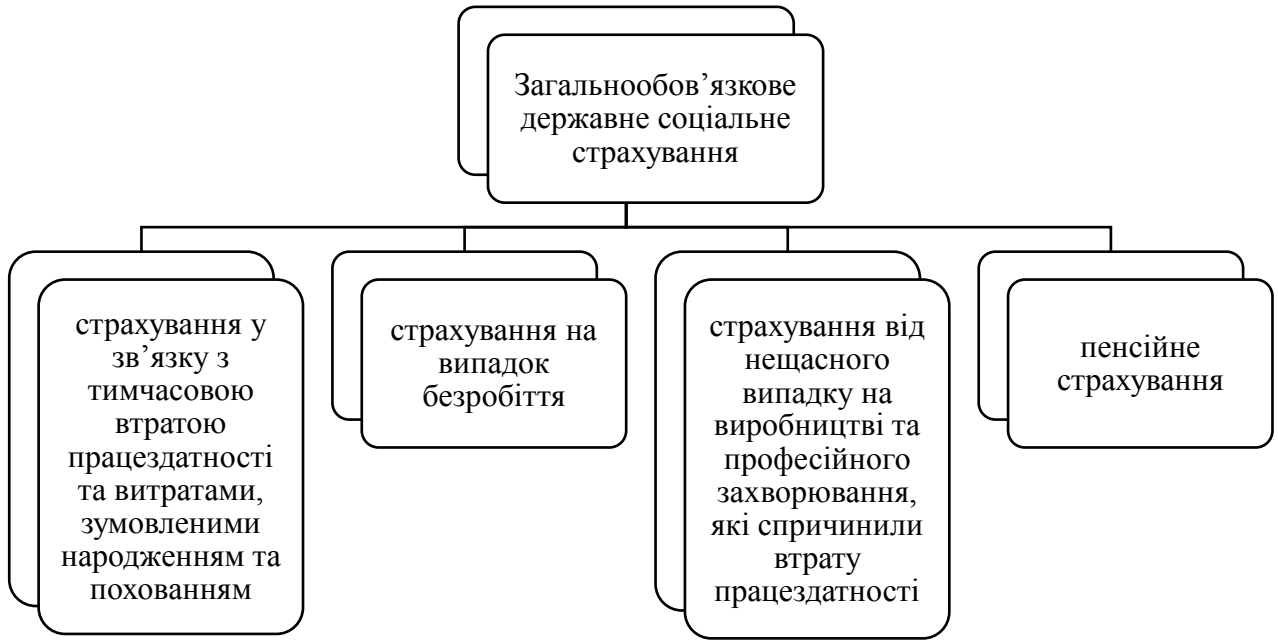 Загальнообов’язкове
державне соціальне
страхування
страхування у
зв’язку з
тимчасовою
втратою
працездатності
та витратами,
зумовленими
народженням та
похованням
страхування на
випадок
безробіття
страхування від
нещасного
випадку на
виробництві та
професійного
захворювання,
які спричинили
втрату
працездатності
пенсійне
страхування